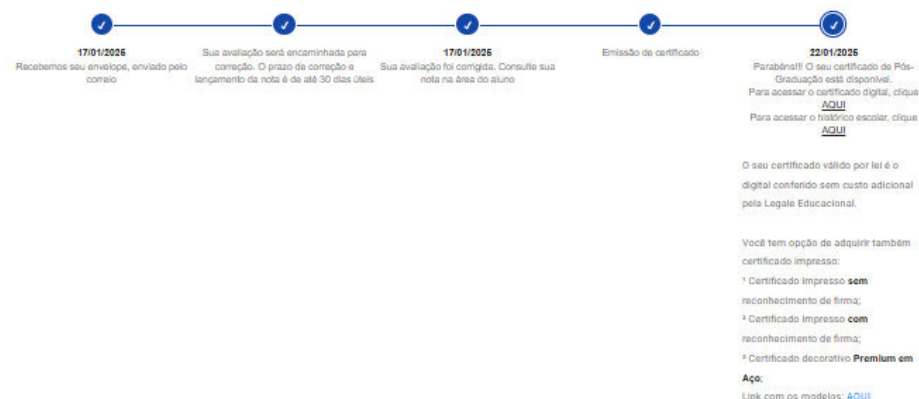 17/01/2025
Recebemos seu envelope, enviado pelo
correio
Sua avaliação será encaminhada para
correção. O prazo de correção e
lançamento da nota é de até 30 dias úteis
17/01/2025
Sua avaliação foi corrigida. Consulte sua
nota na área do aluno
Emissão de certificado
22/01/2025
Parabéns!!! O seu certificado de Pós-
Graduação está disponível.
Para acessar o certificado digital, clique
AQUI
Para acessar o histórico escolar, clique
AQUI
O seu certificado válido por lei é o
digital conferido sem custo adicional
pela Legale Educacional.
Você tem opção de adquirir também
certificado impresso:
¹ Certificado impresso sem
reconhecimento de firma;
² Certificado impresso com
reconhecimento de firma;
³ Certificado decorativo Premium em
Aço;
Link com os modelos: AQUI